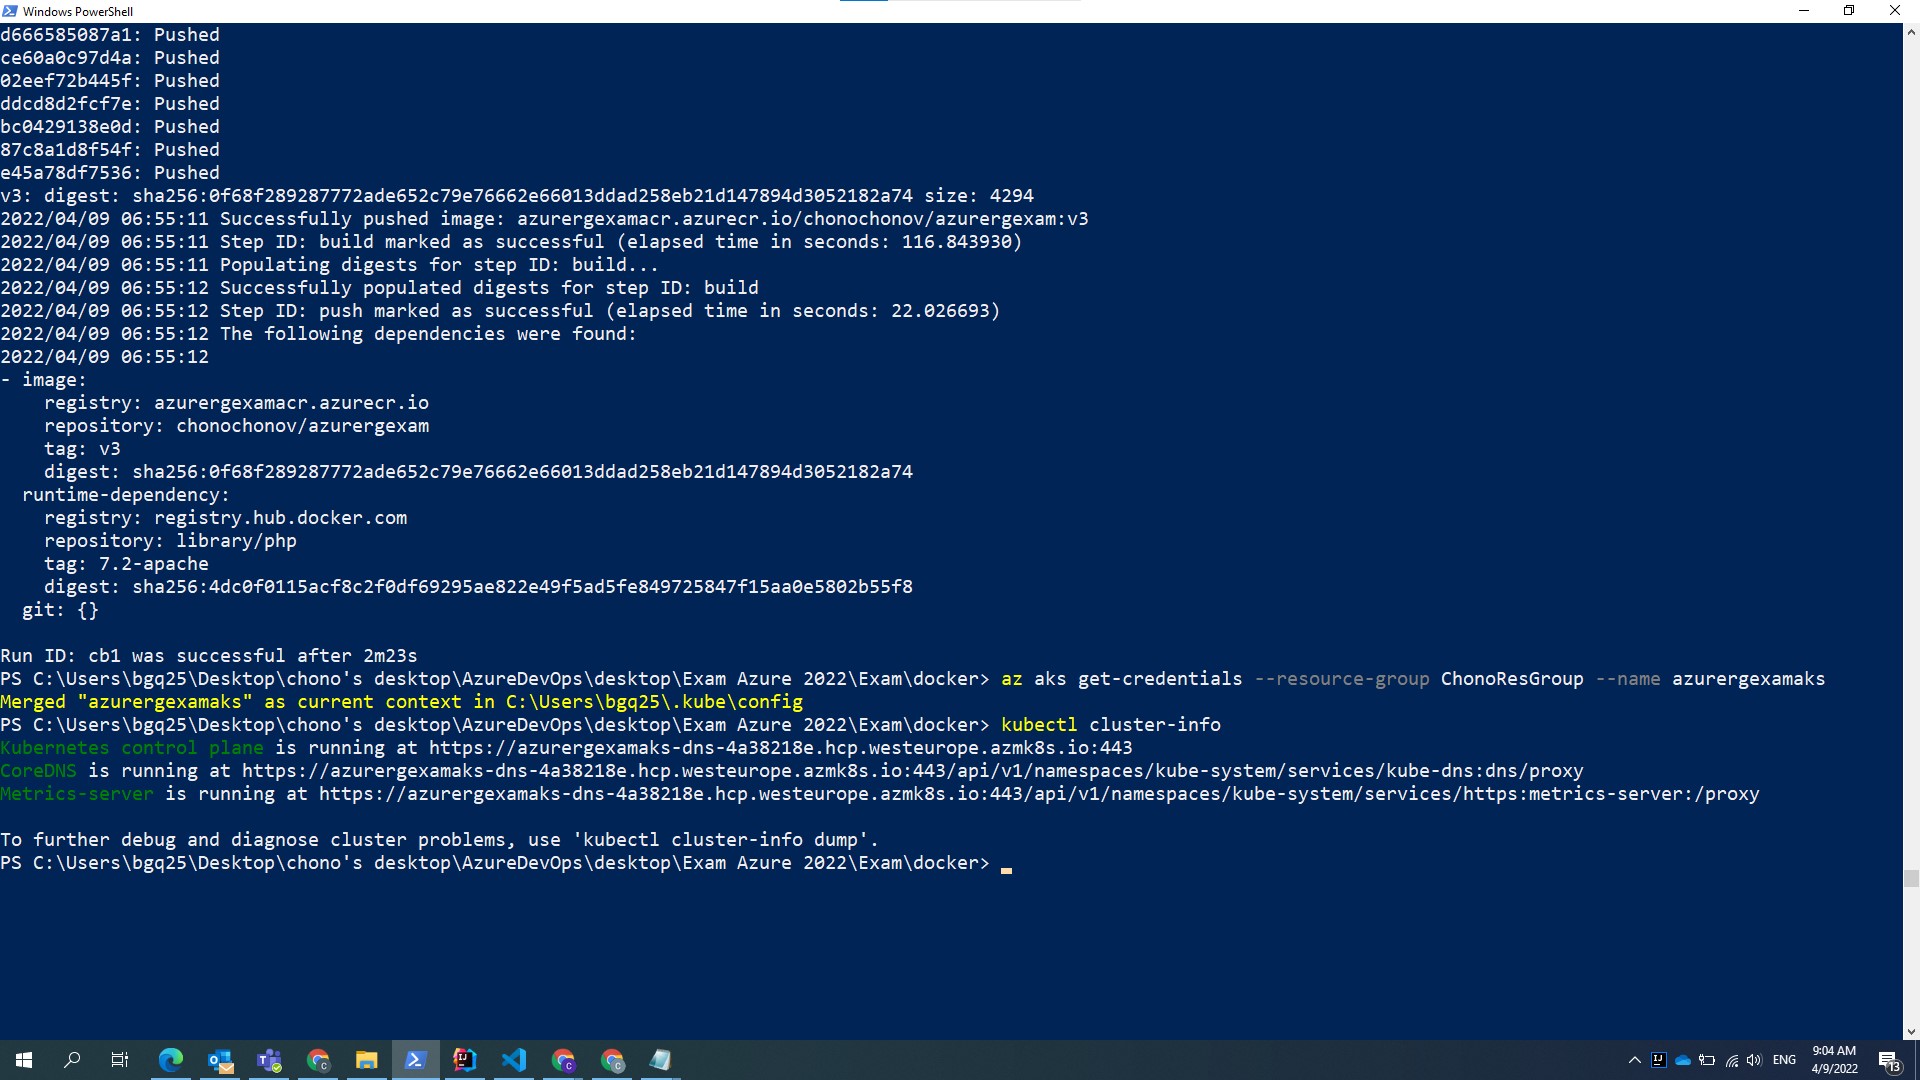 Windows PowerShell
d666585087a1: Pushed
ce60a0c97d4a: Pushed
02eef72b445f: Pushed
ddcd8d2fcf7e: Pushed
bc0429138e0d: Pushed
87c8a1d8f54f: Pushed
e45a78df7536: Pushed
v3: digest: sha256:0f68f289287772ade652c79e76662e66013ddad258eb21d147894d3052182a74 size: 4294
2022/04/09 06:55:11 Successfully pushed image: azurergexamacr.azurecr.io/chonochonov/azurergexam:v3
2022/04/09 06:55:11 Step ID: build marked as successful (elapsed time in seconds: 116.843930)
2022/04/09 06:55:11 Populating digests for step ID: build...
2022/04/09 06:55:12 Successfully populated digests for step ID: build
2022/04/09 06:55:12 Step ID: push marked as successful (elapsed time in seconds: 22.026693)
2022/04/09 06:55:12 The following dependencies were found:
2022/04/09 06:55:12
- image:
    registry: azurergexamacr.azurecr.io
    repository: chonochonov/azurergexam
    tag: v3
    digest: sha256:0f68f289287772ade652c79e76662e66013ddad258eb21d147894d3052182a74
  runtime-dependency:
    registry: registry.hub.docker.com
    repository: library/php
    tag: 7.2-apache
    digest: sha256:4dc0f0115acf8c2f0df69295ae822e49f5ad5fe849725847f15aa0e5802b55f8
  git: {}
Run ID: cb1 was successful after 2m23s
PS C:\Users\bgq25\Desktop\chono's desktop\AzureDevOps\desktop\Exam Azure 2022\Exam\docker> az aks get-credentials --resource-group ChonoResGroup --name azurergexamaks
Merged "azurergexamaks" as current context in C:\Users\bgq25\.kube\config
PS C:\Users\bgq25\Desktop\chono's desktop\AzureDevOps\desktop\Exam Azure 2022\Exam\docker> kubectl cluster-info
Kubernetes control plane is running at https://azurergexamaks-dns-4a38218e.hcp.westeurope.azmk8s.io:443
CoreDNS is running at https://azurergexamaks-dns-4a38218e.hcp.westeurope.azmk8s.io:443/api/v1/namespaces/kube-system/services/kube-dns:dns/proxy
Metrics-server is running at https://azurergexamaks-dns-4a38218e.hcp.westeurope.azmk8s.io:443/api/v1/namespaces/kube-system/services/https:metrics-server:/proxy
To further debug and diagnose cluster problems, use 'kubectl cluster-info dump'.
PS C:\Users\bgq25\Desktop\chono's desktop\AzureDevOps\desktop\Exam Azure 2022\Exam\docker>
ENG
9:04 AM
4/9/2022
13